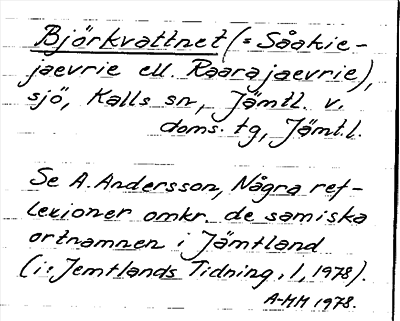 Björkvattnet (= Såakie-
jaevrie ell. Raarajaevrie),
sjö, Kalls sn, Jämtl. v.
doms. tg, Jämtl.
Se A. Andersson, Några ref-
lexioner omkr. de samiska
ortnamnen i Jämtland
(i: Jemtlands Tidning, 1, 1978).
A-MM 1978.